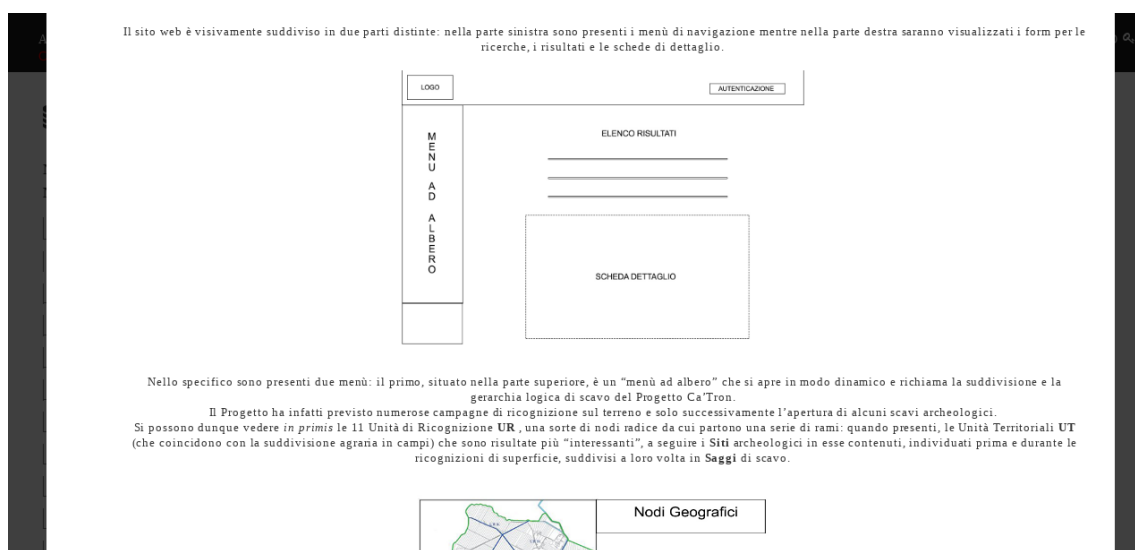 Il sito web è visivamente suddiviso in due parti distinte: nella parte sinistra sono presenti i menù di navigazione mentre nella parte destra saranno visualizzati i form per le
ricerche, i risultati e le schede di dettaglio.
LOGO
AUTENTICAZIONE
MENU AD ALBERO
ELENCO RISULTATI
SCHEDA DETTAGLIO
Nello specifico sono presenti due menù: il primo, situato nella parte superiore, è un “menù ad albero” che si apre in modo dinamico e richiama la suddivisione e la
gerarchia logica di scavo del Progetto Ca’Tron.
Il Progetto ha infatti previsto numerose campagne di ricognizione sul terreno e solo successivamente l’apertura di alcuni scavi archeologici.
Si possono dunque vedere in primis le 11 Unità di Ricognizione UR , una sorte di nodi radice da cui partono una serie di rami: quando presenti, le Unità Territoriali UT
(che coincidono con la suddivisione agraria in campi) che sono risultate più “interessanti”, a seguire i Siti archeologici in esse contenuti, individuati prima e durante le
ricognizioni di superficie, suddivisi a loro volta in Saggi di scavo.
Nodi Geografici